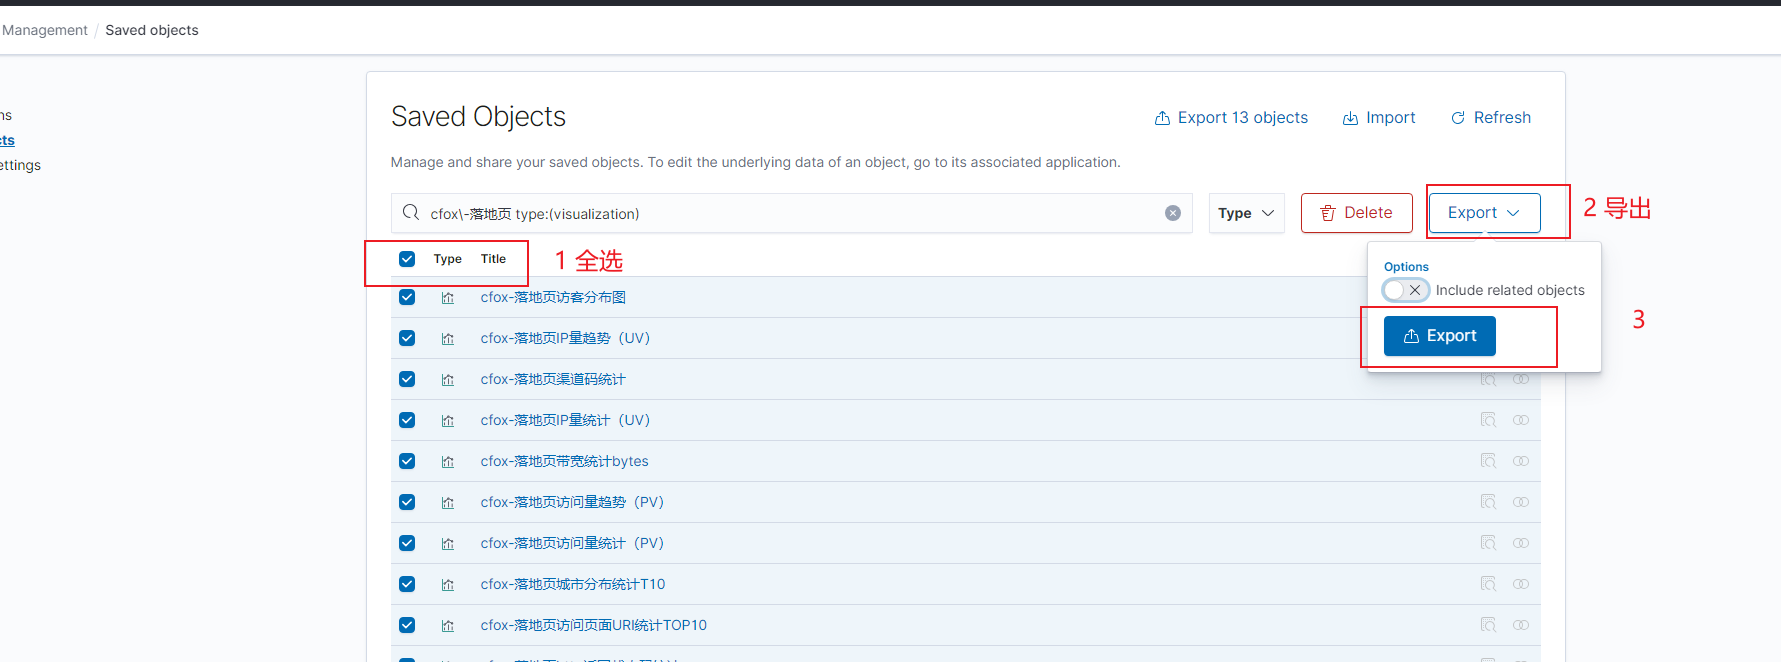 Management / Saved objects
ns
cts
ettings
Saved Objects
Export 13 objects
Import
Refresh
Manage and share your saved objects. To edit the underlying data of an object, go to its associated application.
cfox\-落地页 type:(visualization)
Type
Delete
Export
2 导出
Type Title
1 全选
Options
Include related objects
Export
3
cfox-落地页访客分布图
cfox-落地页IP量趋势（UV）
cfox-落地页渠道码统计
cfox-落地页IP量统计（UV）
cfox-落地页带宽统计bytes
cfox-落地页访问量趋势（PV）
cfox-落地页访问量统计（PV）
cfox-落地页城市分布统计T10
cfox-落地页访问页面URI统计TOP10